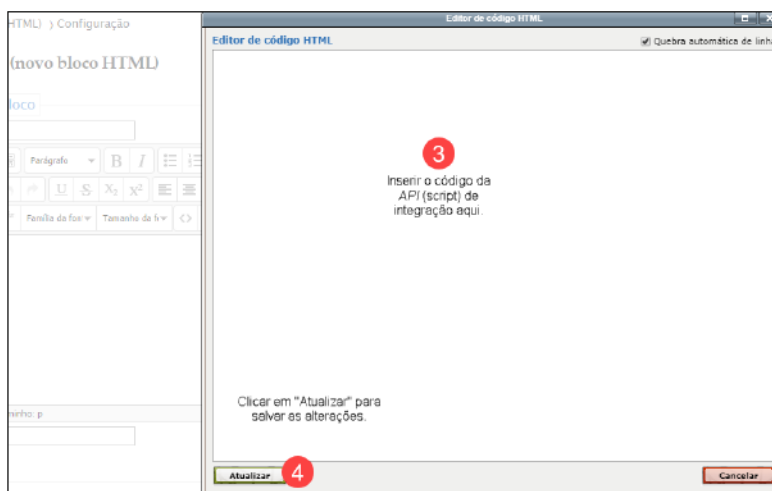 Editor de código HTML
HTML) › Configuração
Editor de código HTML
Quebra automática de linha
(novo bloco HTML)
loco
3
Parágrafo
B I
Inserir o código da
API (script) de
integração aqui.
U S X₂ X²
Família da fon
Tamanho da f
Clicar em "Atualizar" para
salvar as alterações.
minho: p
Atualizar
4
Cancelar